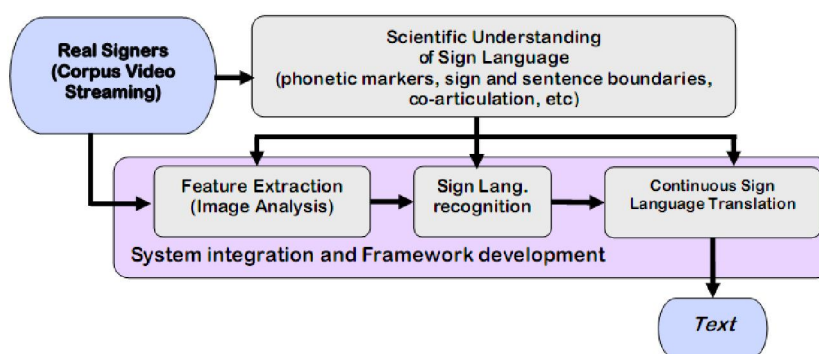 Real Signers
(Corpus Video
Streaming)
Scientific Understanding
of Sign Language
(phonetic markers, sign and sentence boundaries,
co-articulation, etc)
Feature Extraction
(Image Analysis)
Sign Lang.
recognition
Continuous Sign
Language Translation
System integration and Framework development
Text